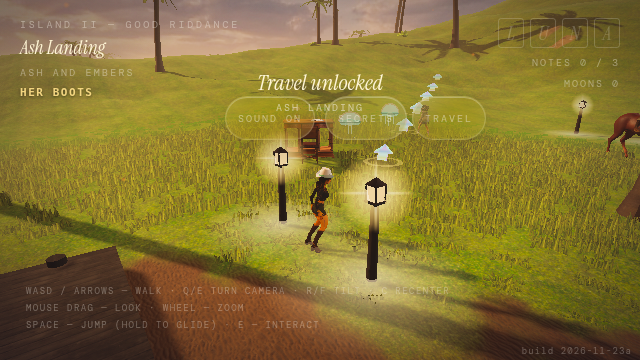 ISLAND II — GOOD RIDDANCE
Ash Landing
ASH AND EMBERS
HER BOOTS
NOTES 0 / 3
MOONS 0
Travel unlocked
ASH LANDING
SOUND ON
SECRETS
TRAVEL
WASD / ARROWS — WALK · Q/E TURN CAMERA · R/F
MOUSE DRAG — LOOK · WHEEL — ZOOM
SPACE — JUMP (HOLD TO GLIDE) · E — INTERACT
build 2026-11-23a